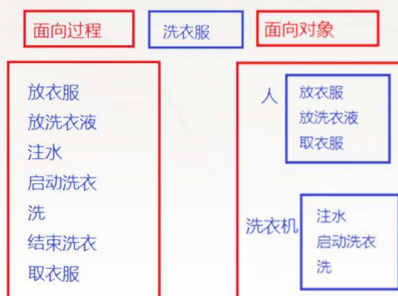 面向过程
洗衣服
面向对象
放衣服
放洗衣液
注水
启动洗衣
洗
结束洗衣
取衣服
人
放衣服
放洗衣液
取衣服
洗衣机
注水
启动洗衣
洗